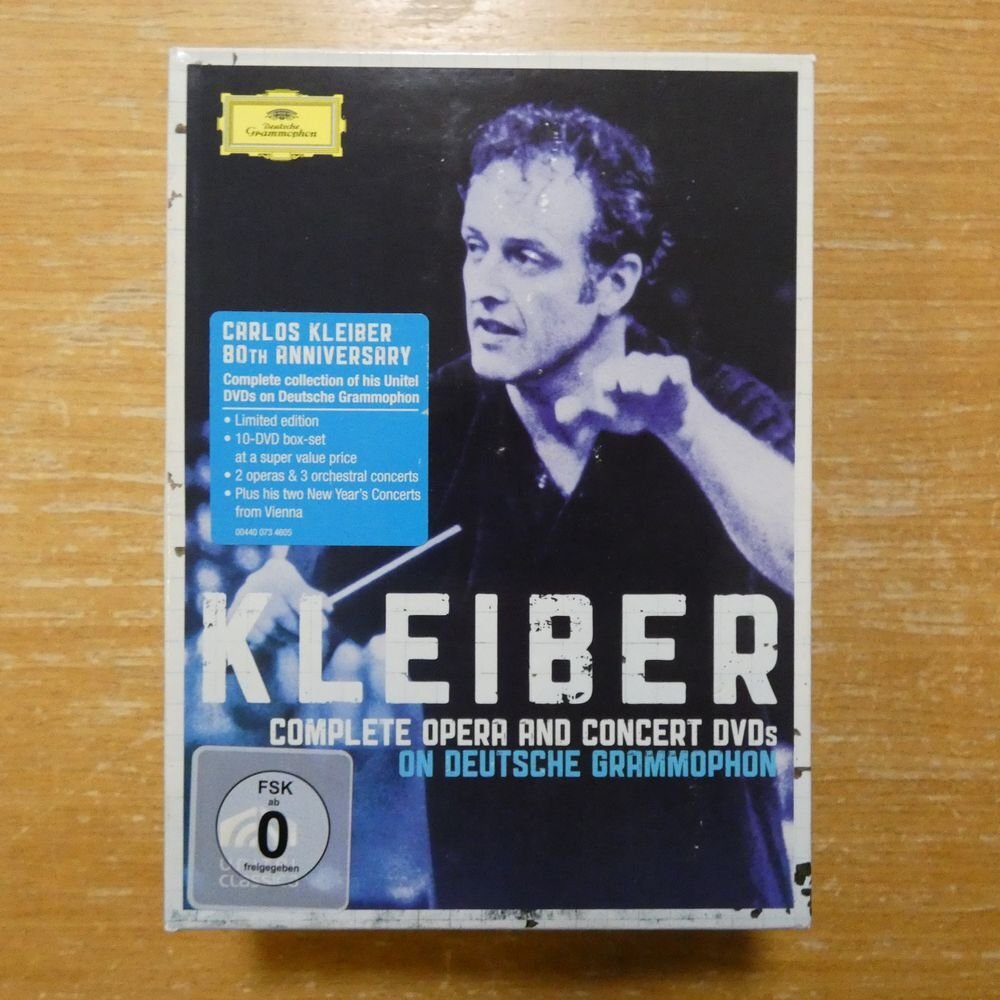 Deutsche
Grammophon
CARLOS KLEIBER
80TH ANNIVERSARY
Complete collection of his Unitel
DVDs on Deutsche Grammophon
• Limited edition
• 10-DVD box-set
at a super value price
• 2 operas & 3 orchestral concerts
• Plus his two New Year's Concerts
from Vienna
00440 073 4605
KLEIBER
COMPLETE OPERA AND CONCERT DVDs
ON DEUTSCHE GRAMMOPHON
FSK
ab
0
freigegeben
CLASSICA